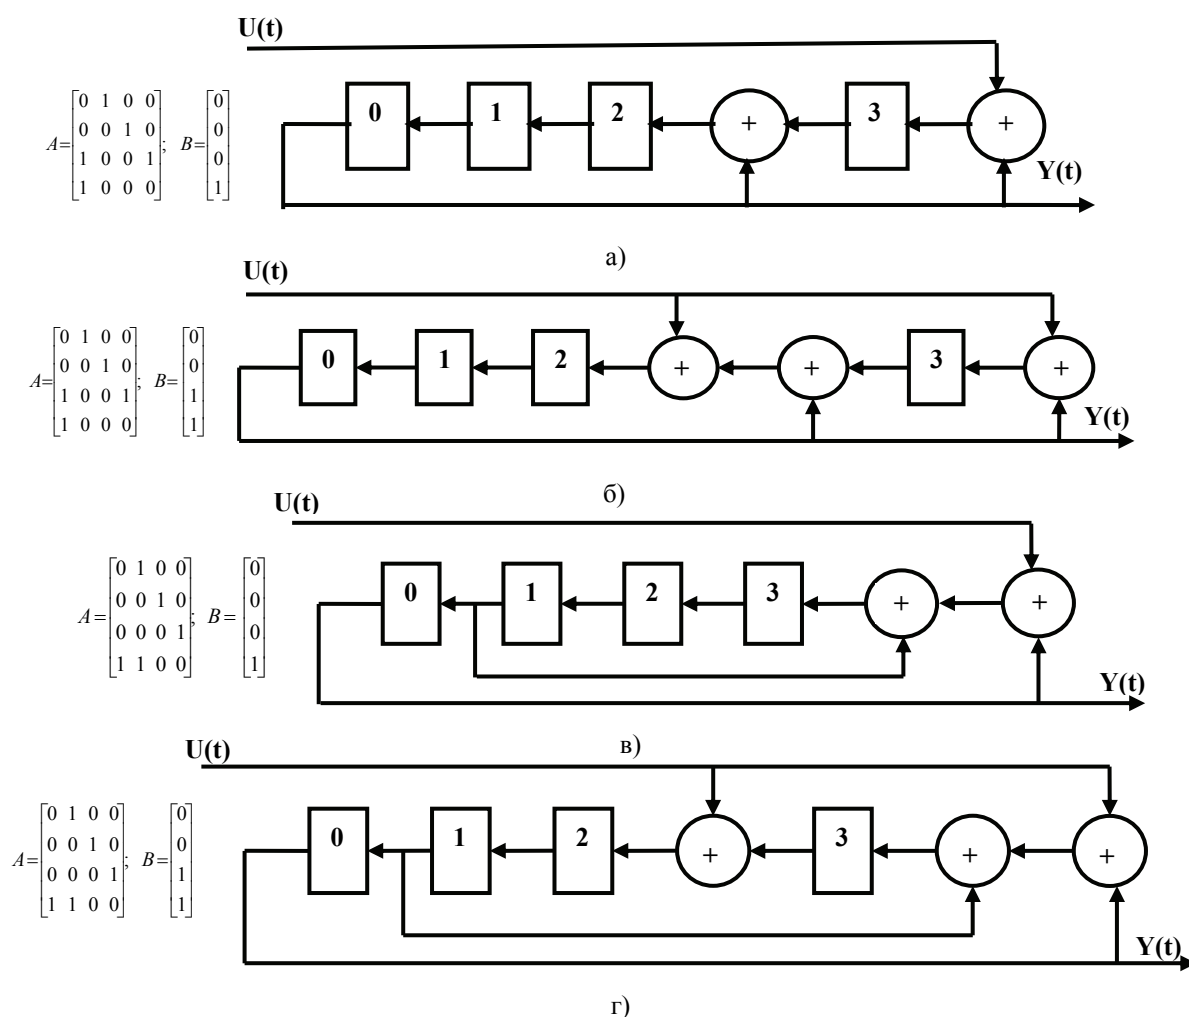 U(t)
A= [0 1 0 0; 0 0 1 0; 1 0 0 1; 1 0 0 0]; B= [0; 0; 0; 1]
0 1 2 + 3 +
Y(t)
а)
U(t)
A= [0 1 0 0; 0 0 1 0; 1 0 0 1; 1 0 0 0]; B= [0; 0; 1; 1]
0 1 2 + + 3 +
Y(t)
б)
U(t)
A= [0 1 0 0; 0 0 1 0; 0 0 0 1; 1 1 0 0]; B= [0; 0; 0; 1]
0 1 2 3 + +
Y(t)
в)
U(t)
A= [0 1 0 0; 0 0 1 0; 0 0 0 1; 1 1 0 0]; B= [0; 0; 1; 1]
0 1 2 + 3 + +
Y(t)
г)